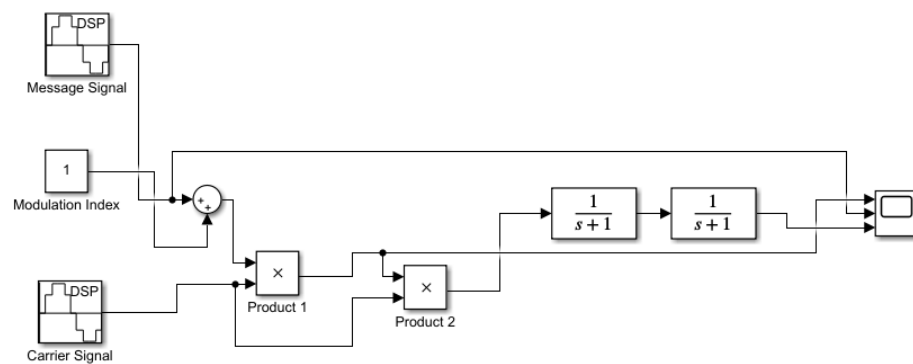 DSP
Message Signal
1
Modulation Index
+
+
1
s + 1
1
s + 1
×
Product 1
×
Product 2
DSP
Carrier Signal